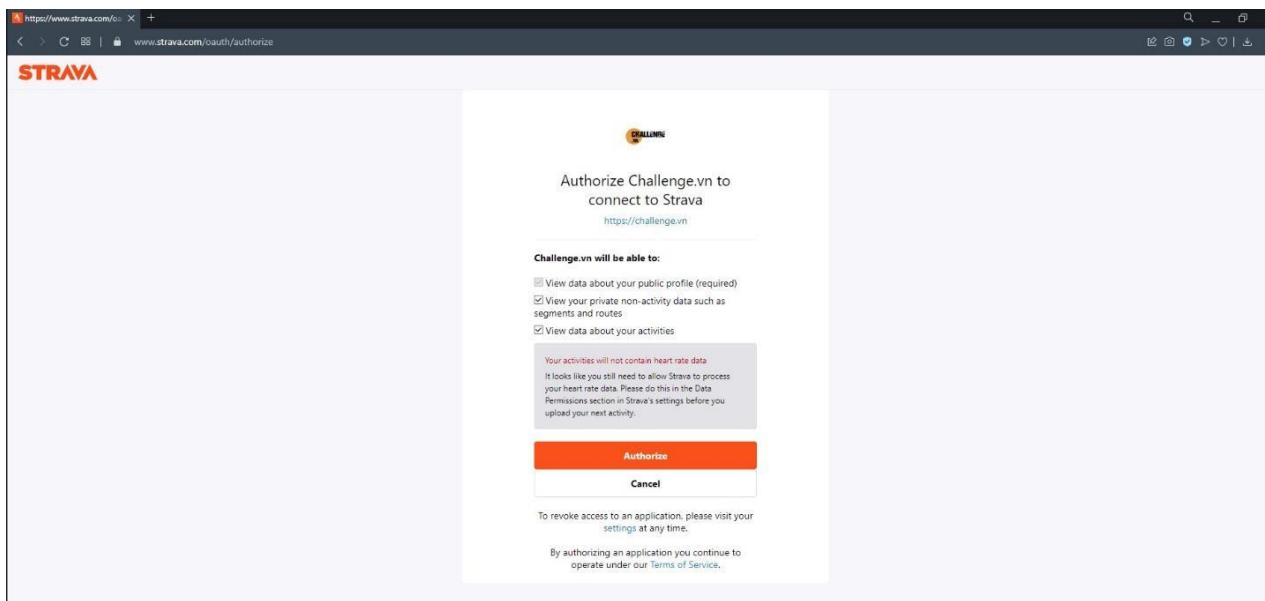 https://www.strava.com/oa
www.strava.com/oauth/authorize
STRAVA
CHALLENGE
Authorize Challenge.vn to
connect to Strava
https://challenge.vn
Challenge.vn will be able to:
View data about your public profile (required)
View your private non-activity data such as
segments and routes
View data about your activities
Your activities will not contain heart rate data
It looks like you still need to allow Strava to process
your heart rate data. Please do this in the Data
Permissions section in Strava's settings before you
upload your next activity.
Authorize
Cancel
To revoke access to an application, please visit your
settings at any time.
By authorizing an application you continue to
operate under our Terms of Service.